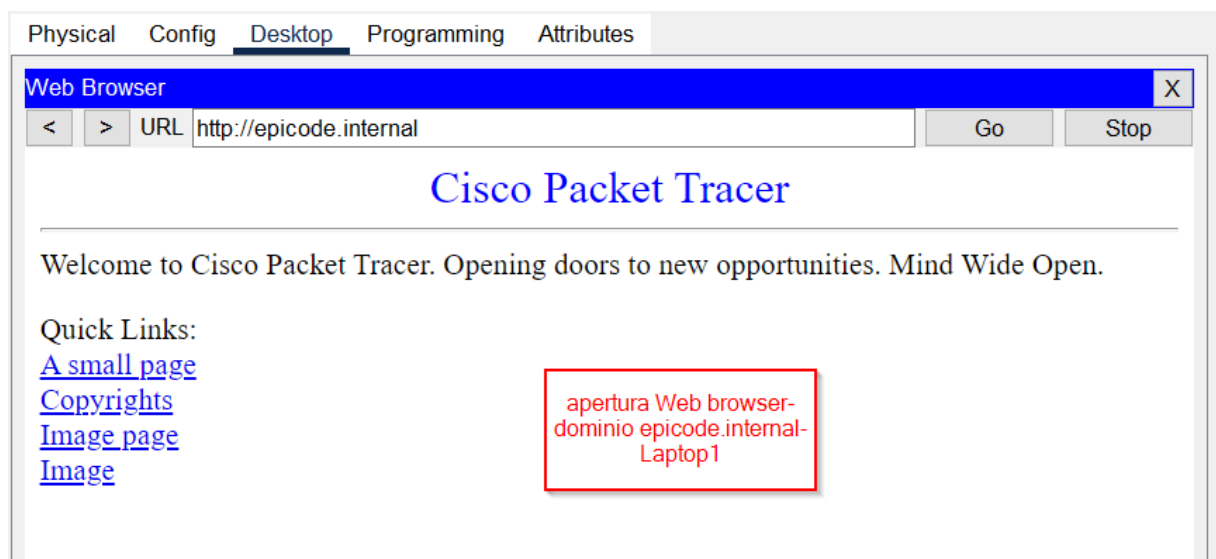 Physical Config Desktop Programming Attributes
Web Browser X
< > URL http://epicode.internal Go Stop
Cisco Packet Tracer
Welcome to Cisco Packet Tracer. Opening doors to new opportunities. Mind Wide Open.
Quick Links:
A small page
Copyrights
Image page
Image
apertura Web browser-
dominio epicode.internal-
Laptop1